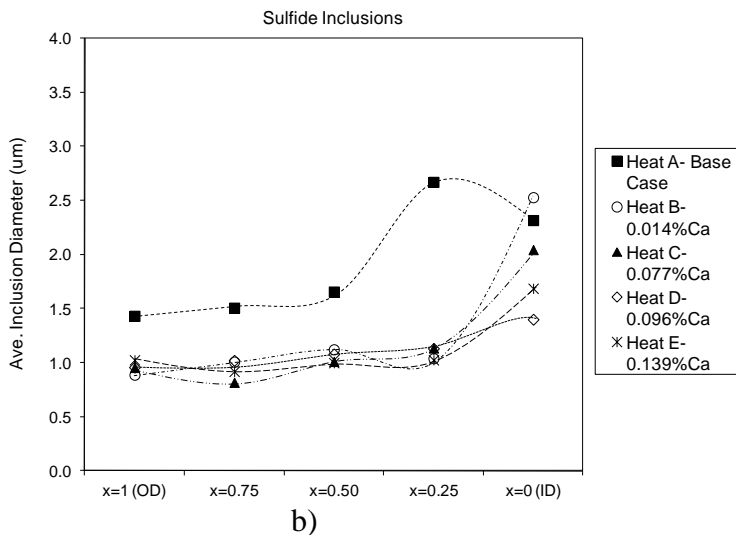 Sulfide Inclusions
4.0
3.5
3.0
2.5
2.0
1.5
1.0
0.5
0.0
Ave. Inclusion Diameter (um)
x=1 (OD) x=0.75 x=0.50 x=0.25 x=0 (ID)
Heat A- Base
Case
Heat B-
0.014%Ca
Heat C-
0.077%Ca
Heat D-
0.096%Ca
Heat E-
0.139%Ca
b)